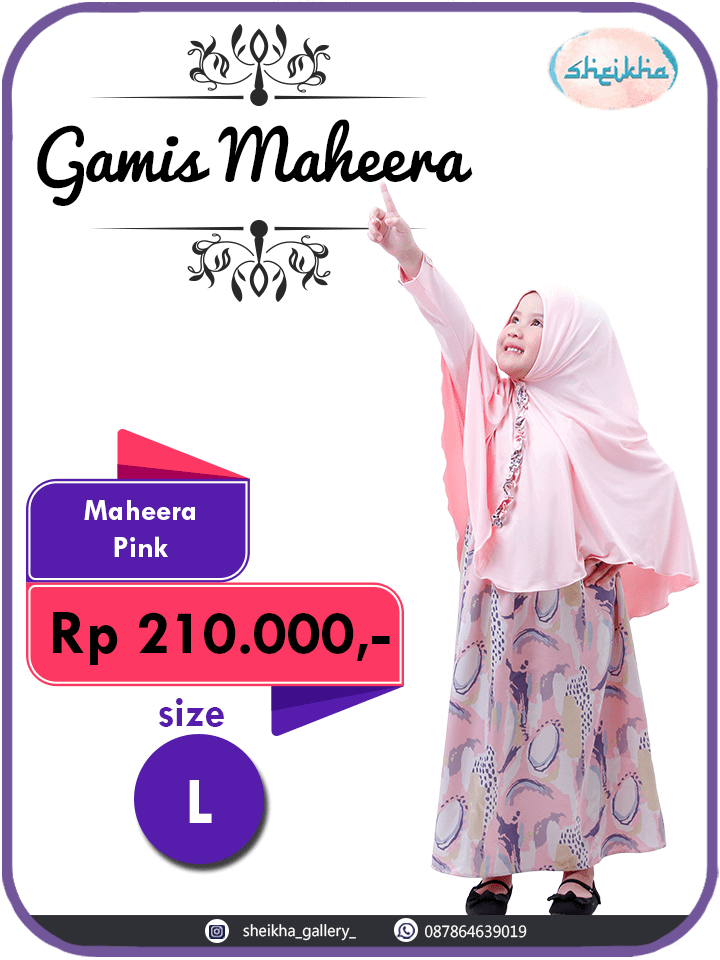 sheikha
Gamis Maheera
Maheera
Pink
Rp 210.000,-
size
L
sheikha_gallery_
087864639019